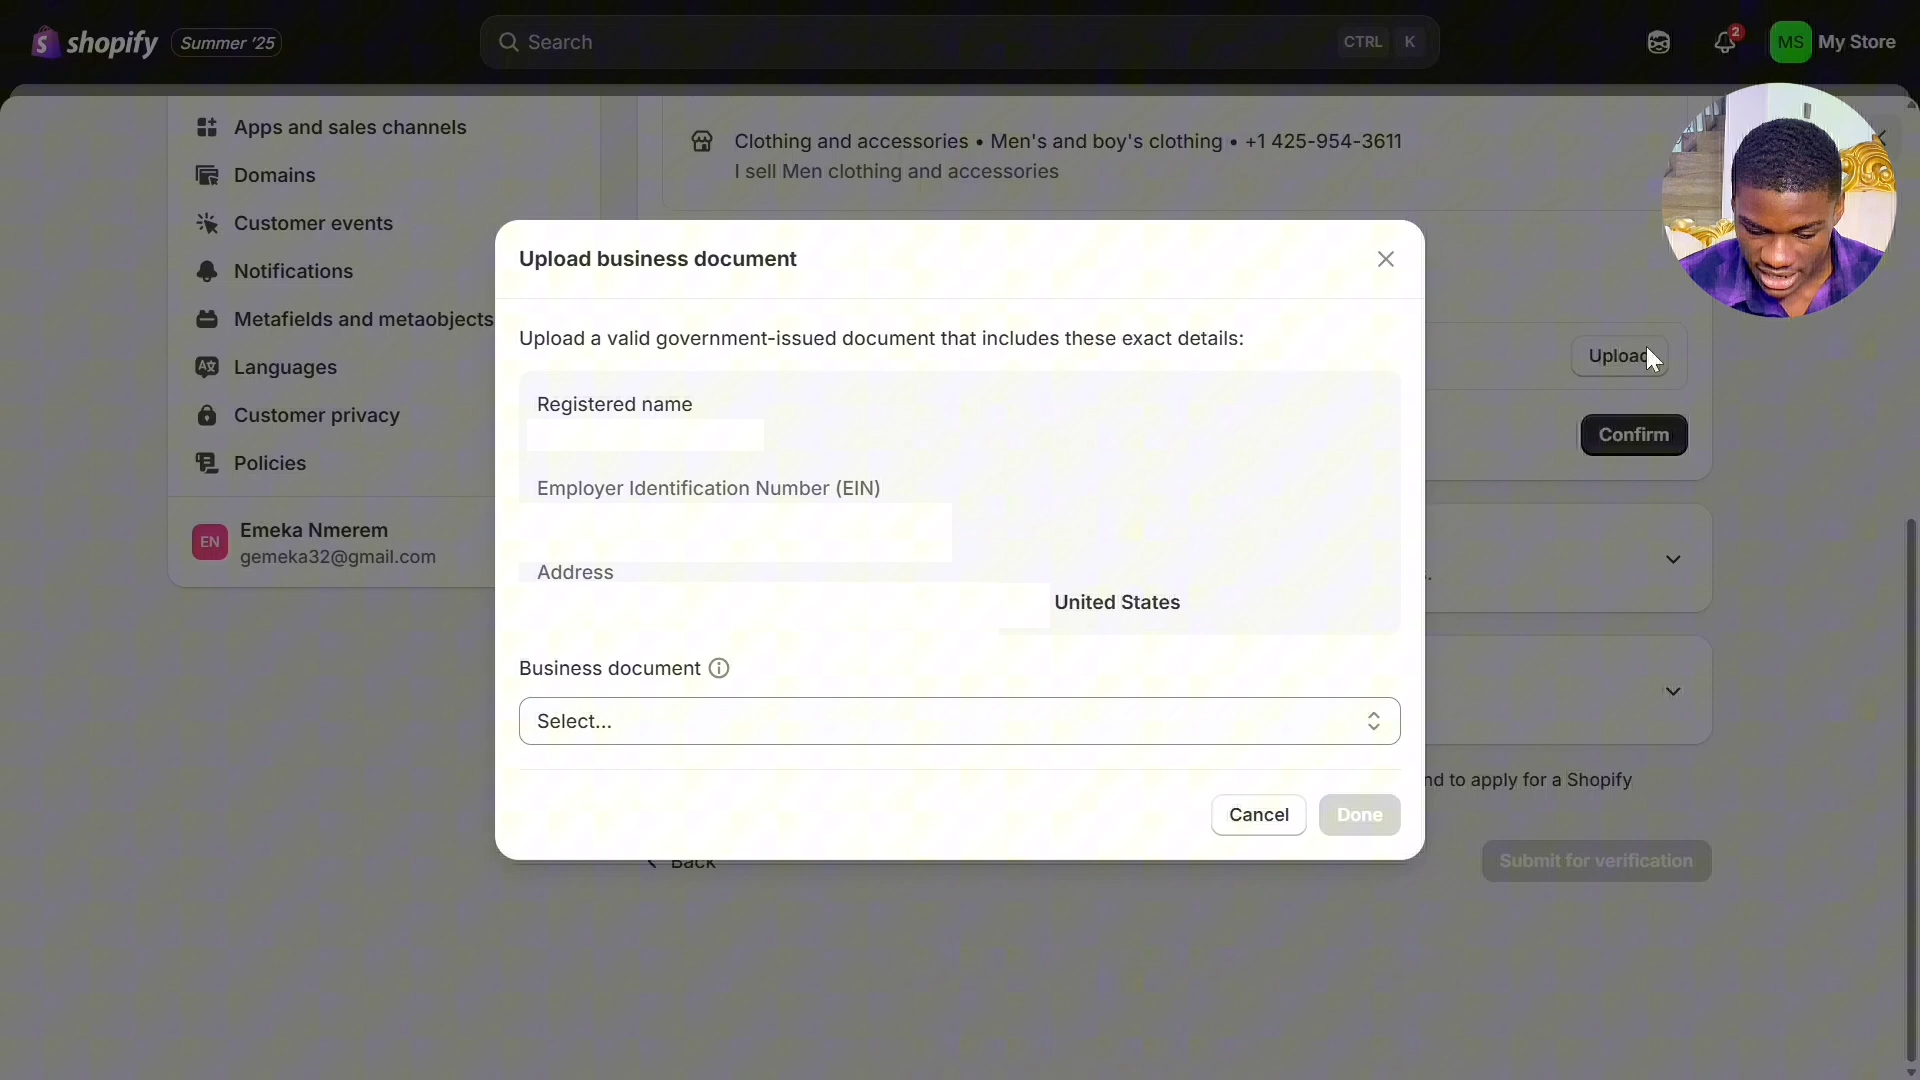 shopify
Summer '25
Search
CTRL K
2
MS
My Store
Apps and sales channels
Domains
Customer events
Notifications
Metafields and metaobjects
Languages
Customer privacy
Policies
EN
Emeka Nmerem
gemeka32@gmail.com
Clothing and accessories • Men's and boy's clothing • +1 425-954-3611
I sell Men clothing and accessories
Upload business document
Upload a valid government-issued document that includes these exact details:
Registered name
Employer Identification Number (EIN)
Address
United States
Business document
Select...
Cancel
Done
Upload
Confirm
nd to apply for a Shopify
Back
Submit for verification